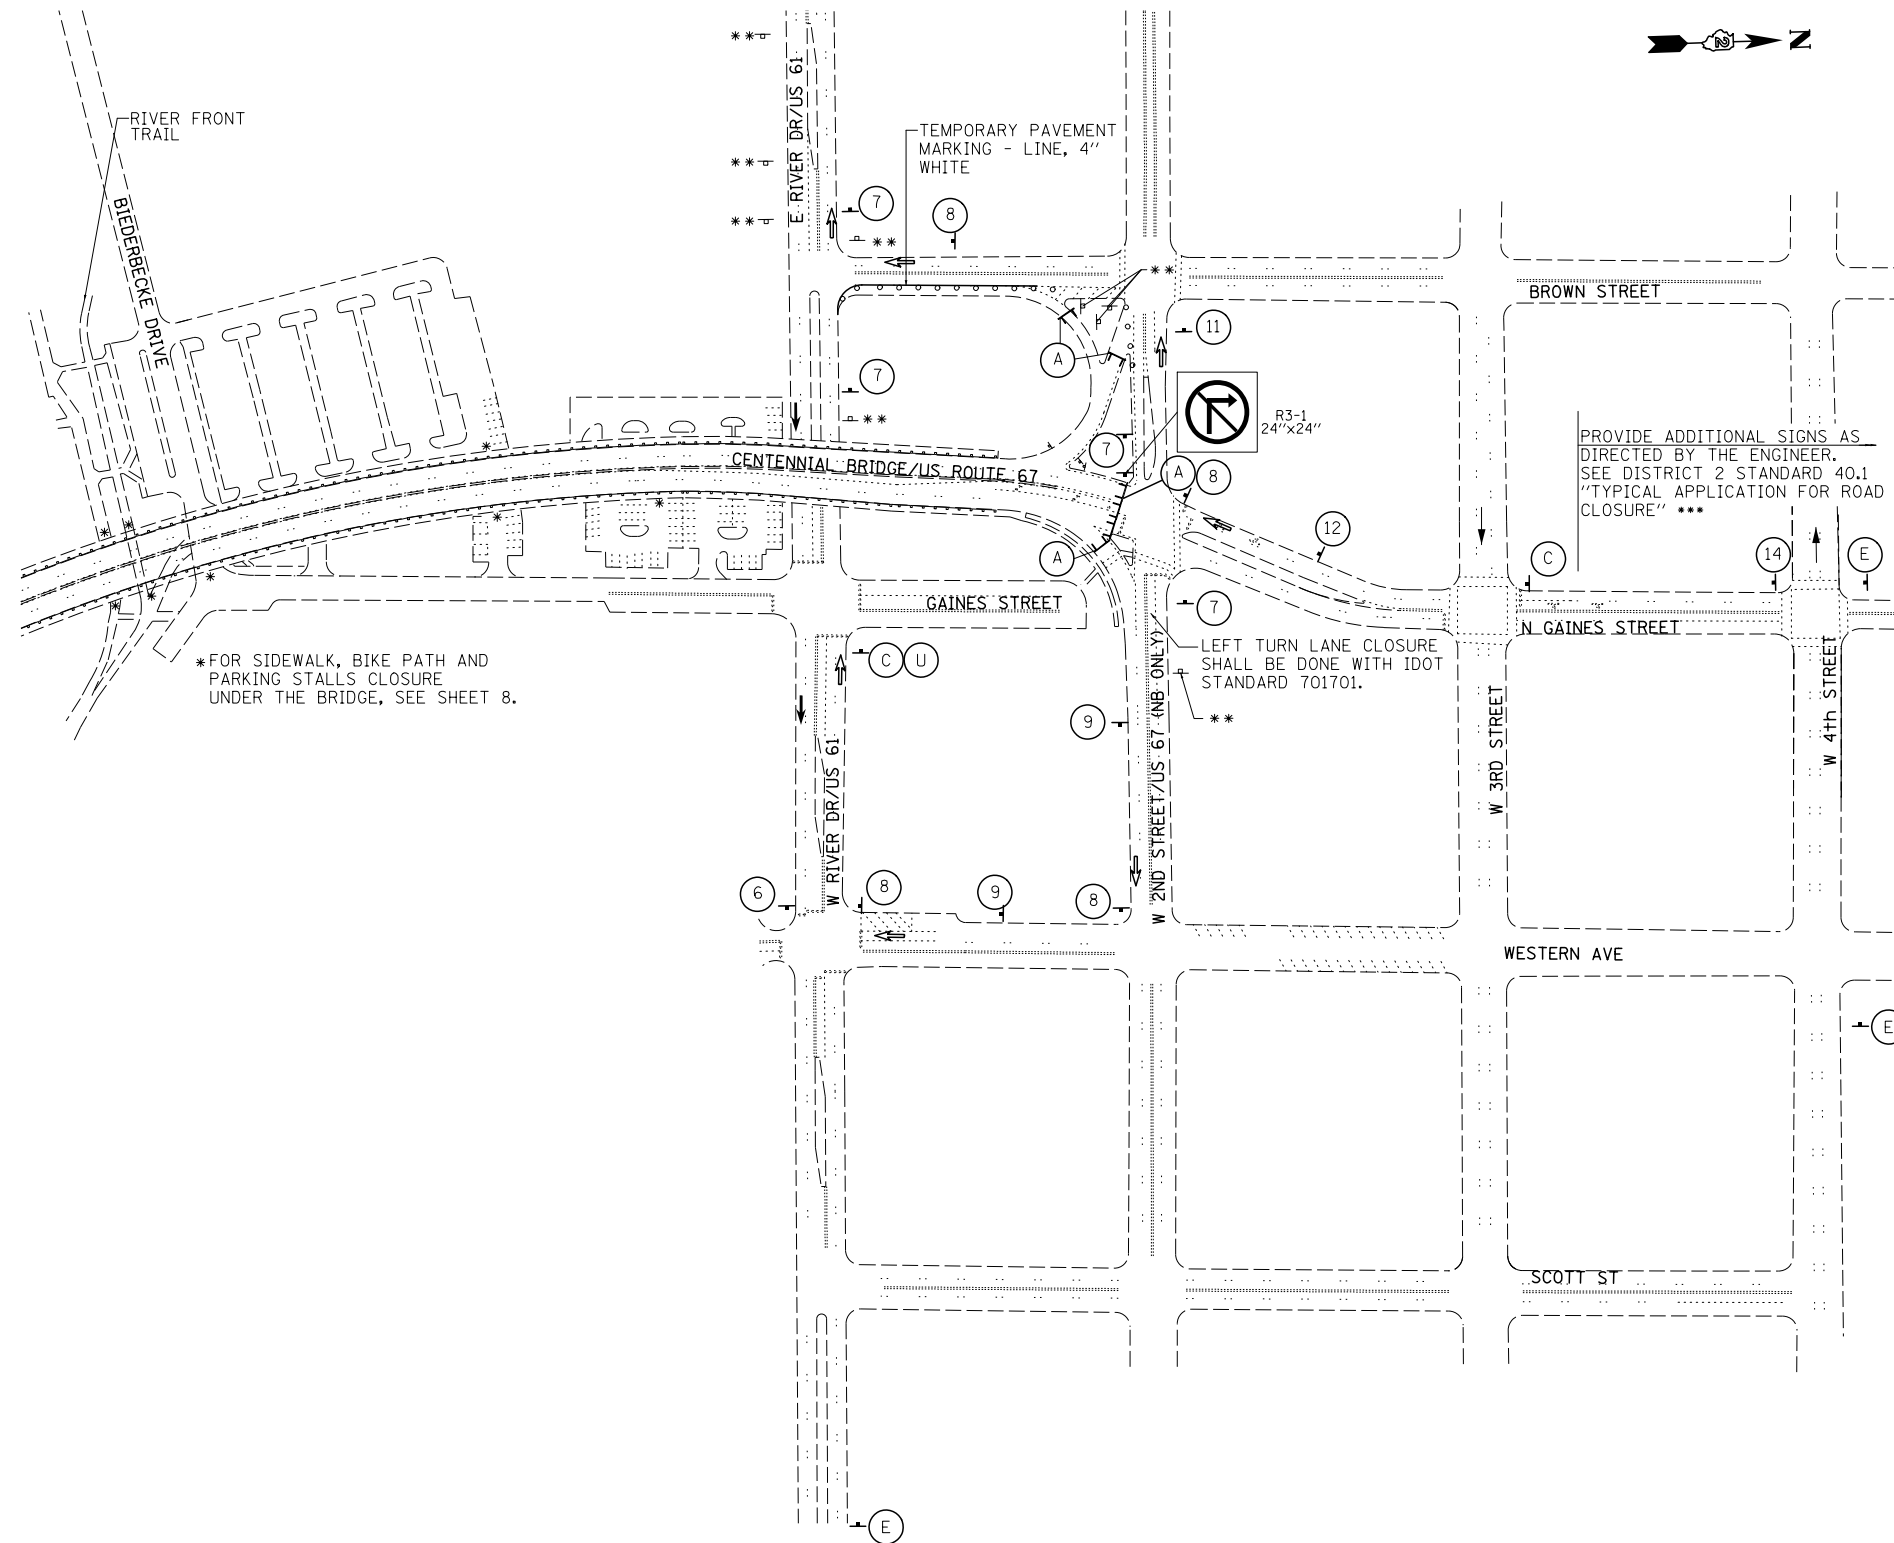 N
2
RIVER FRONT
TRAIL
BIEDERBECKE DRIVE
**
**
**
E RIVER DR/US 61
TEMPORARY PAVEMENT
MARKING - LINE, 4"
WHITE
7
8
**
**
BROWN STREET
11
A
7
**
R3-1
24"x24"
7
A
8
CENTENNIAL BRIDGE/US ROUTE 67
PROVIDE ADDITIONAL SIGNS AS
DIRECTED BY THE ENGINEER.
SEE DISTRICT 2 STANDARD 40.1
"TYPICAL APPLICATION FOR ROAD
CLOSURE" ***
12
A
C
14
E
*
*
*
*
*
*
*
*
GAINES STREET
7
N GAINES STREET
LEFT TURN LANE CLOSURE
SHALL BE DONE WITH IDOT
STANDARD 701701.
**
*FOR SIDEWALK, BIKE PATH AND
PARKING STALLS CLOSURE
UNDER THE BRIDGE, SEE SHEET 8.
C
U
9
W RIVER DR/US 61
W 2ND STREET/US 67 (NB ONLY)
W 3RD STREET
W 4th STREET
6
8
9
8
WESTERN AVE
E
SCOTT ST
E